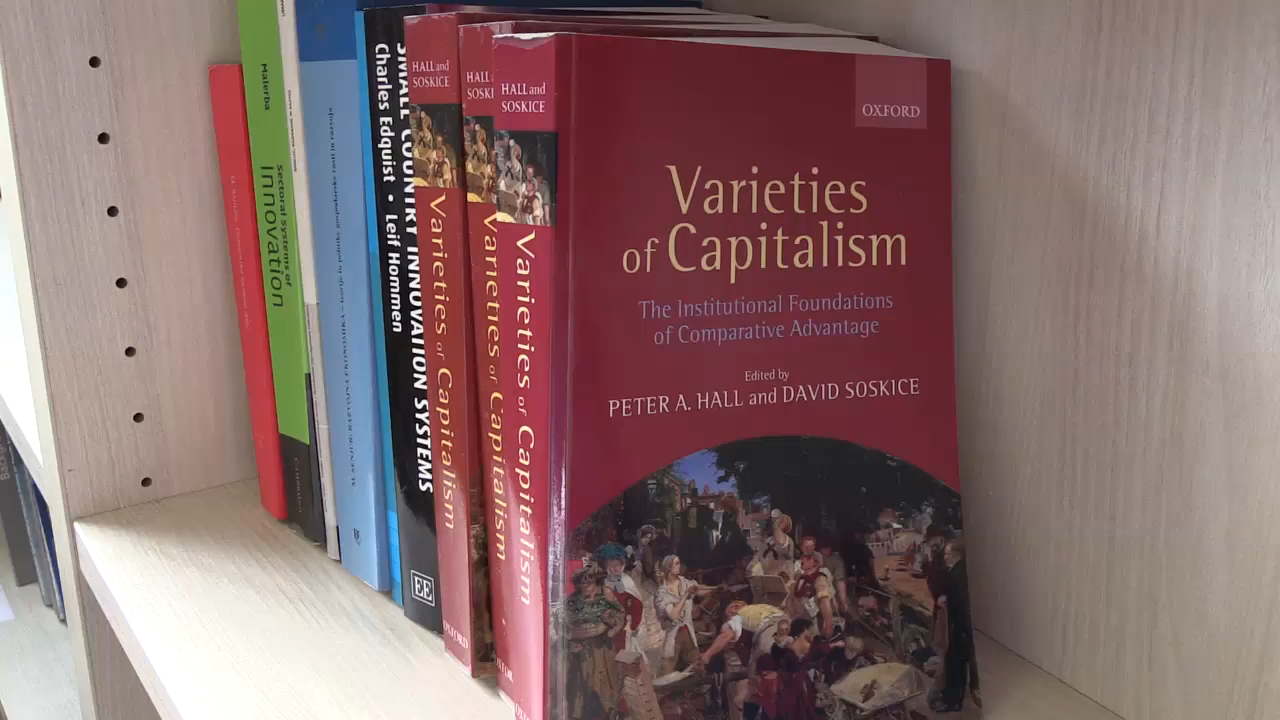 Malerba
Sectoral systems of
Innovation
SMALL COUNTRY INNOVATION SYSTEMS
Charles Edquist • Leif Hommen
EE
HALL and
SOSKICE
Varieties of Capitalism
OXFORD
HALL
SOSKI
Varieties of Capitalism
HALL and
SOSKICE
Varieties of Capitalism
OXFORD
Varieties
of Capitalism
The Institutional Foundations
of Comparative Advantage
Edited by
PETER A. HALL and DAVID SOSKICE